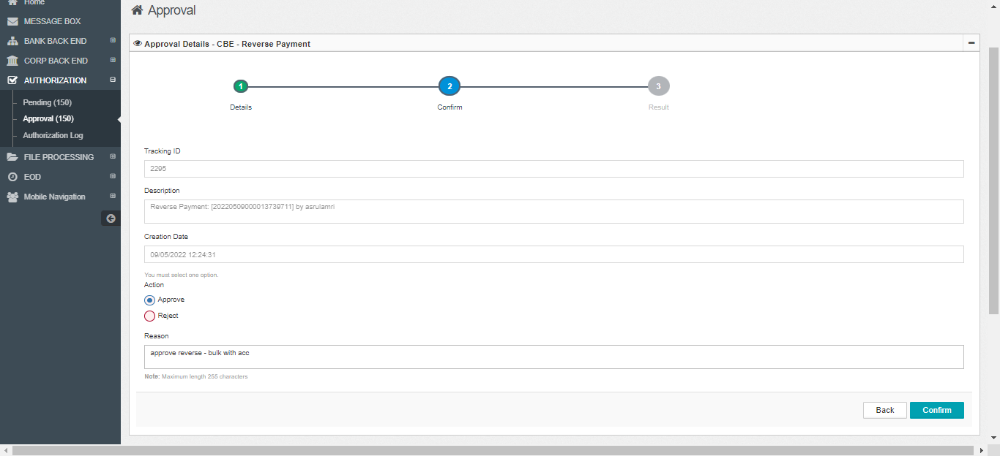 Home
MESSAGE BOX
BANK BACK END
CORP BACK END
AUTHORIZATION
Pending (150)
Approval (150)
Authorization Log
FILE PROCESSING
EOD
Mobile Navigation
Approval
Approval Details - CBE - Reverse Payment
1
2
3
Details
Confirm
Result
Tracking ID
2295
Description
Reverse Payment: [20220509000013739711] by asrulamri
Creation Date
09/05/2022 12:24:31
You must select one option.
Action
Approve
Reject
Reason
approve reverse - bulk with acc
Note: Maximum length 255 characters
Back
Confirm